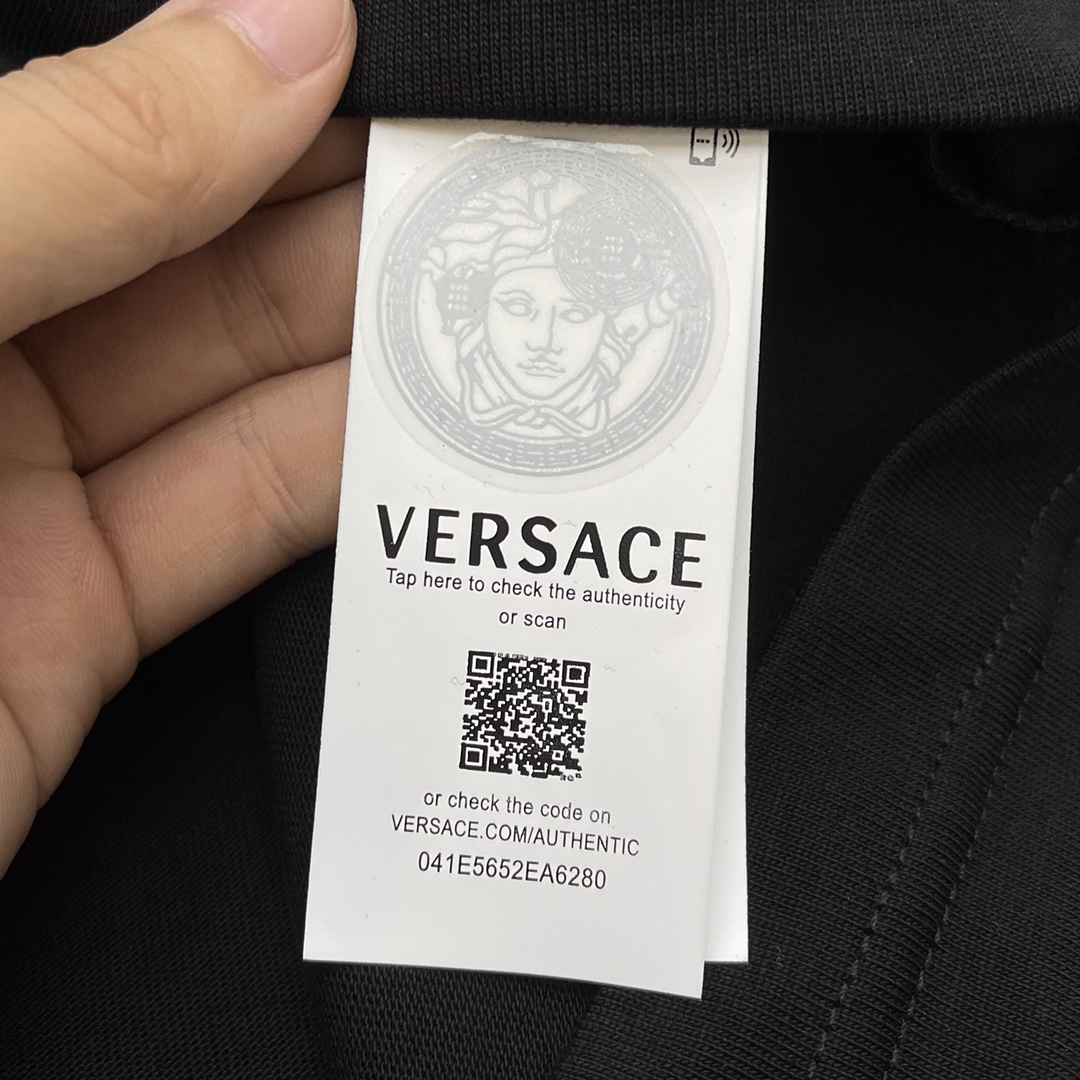 VERSACE
Tap here to check the authenticity
or scan
or check the code on
VERSACE.COM/AUTHENTIC
041E5652EA6280